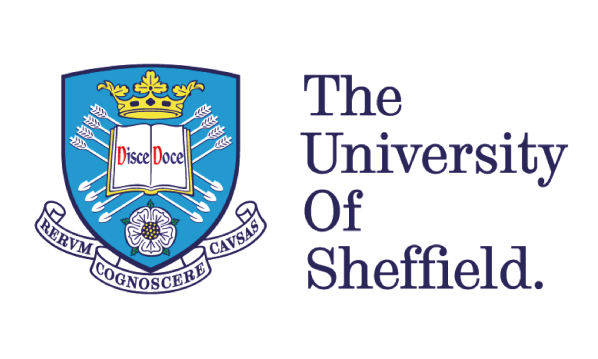 Disce Doce
RERVM
COGNOSCERE
CAVSAS
The
University
Of
Sheffield.